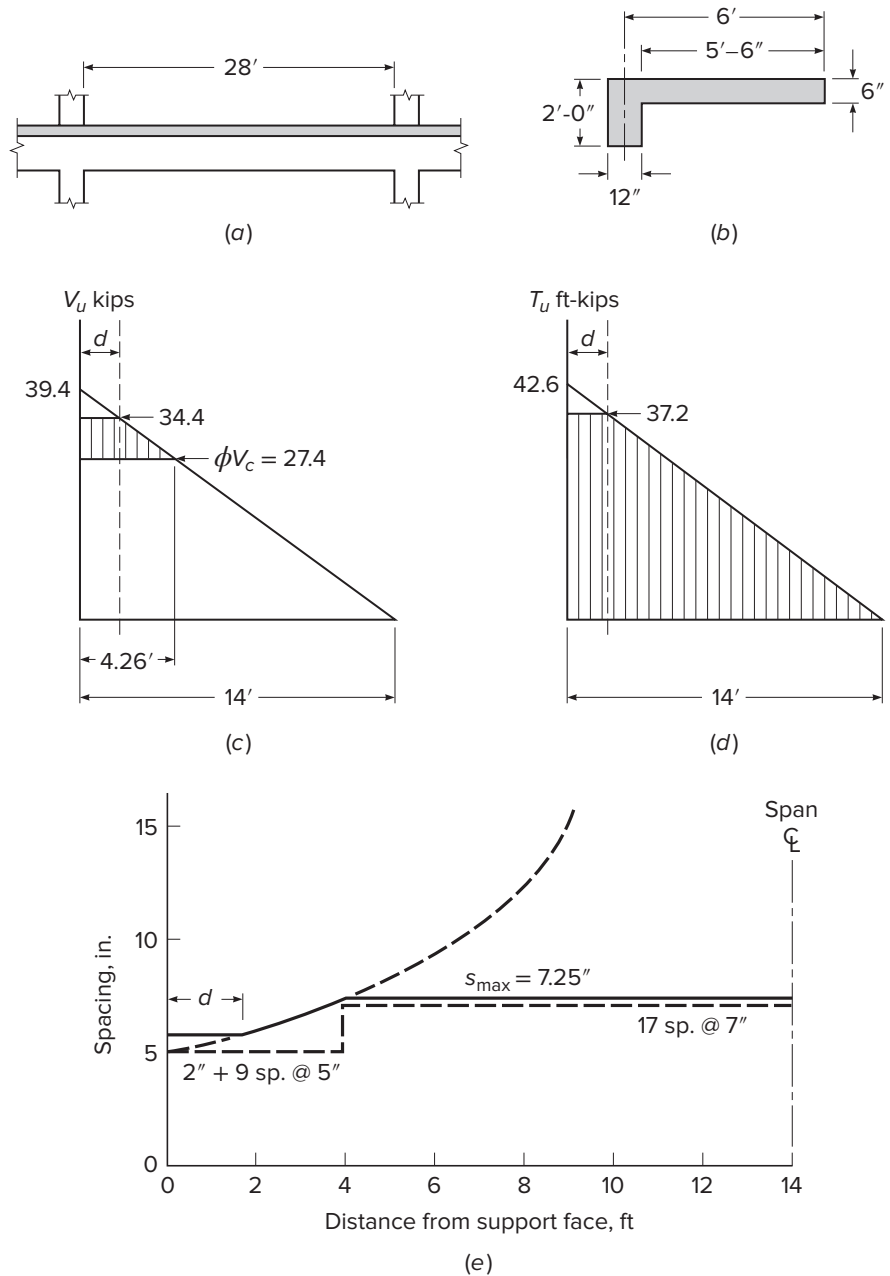 28′
(a)
6′
5′–6″
6″
2′-0″
12″
(b)
V_u kips
d
39.4
34.4
ϕV_c = 27.4
4.26′
14′
(c)
T_u ft-kips
d
42.6
37.2
14′
(d)
Span
℄
15
10
5
0
Spacing, in.
d
s_max = 7.25″
17 sp. @ 7″
2″ + 9 sp. @ 5″
0 2 4 6 8 10 12 14
Distance from support face, ft
(e)